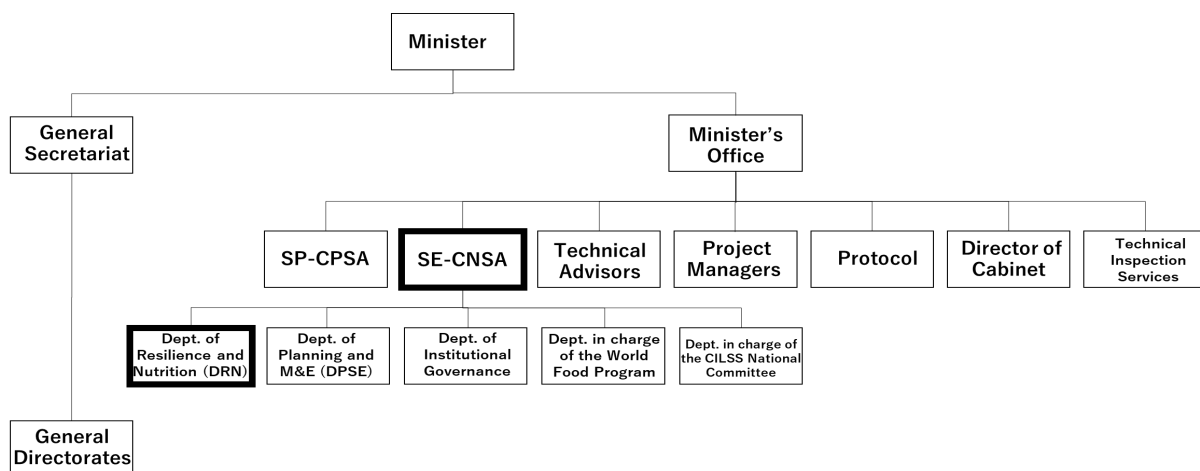 Minister
General
Secretariat
Minister's
Office
SP-CPSA
SE-CNSA
Technical
Advisors
Project
Managers
Protocol
Director of
Cabinet
Technical
Inspection
Services
Dept. of
Resilience and
Nutrition (DRN)
Dept. of
Planning and
M&E (DPSE)
Dept. of
Institutional
Governance
Dept. in charge
of the World
Food Program
Dept. in charge of
the CILSS National
Committee
General
Directorates